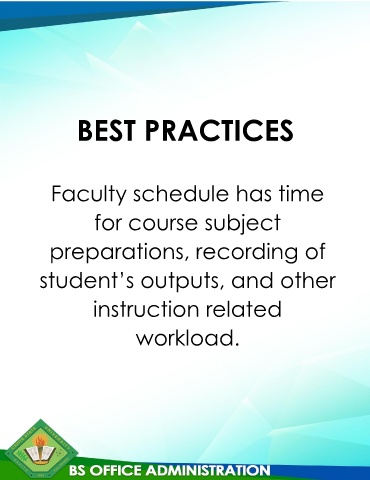 BEST PRACTICES
Faculty schedule has time
for course subject
preparations, recording of
student's outputs, and other
instruction related
workload.
BS OFFICE ADMINISTRATION